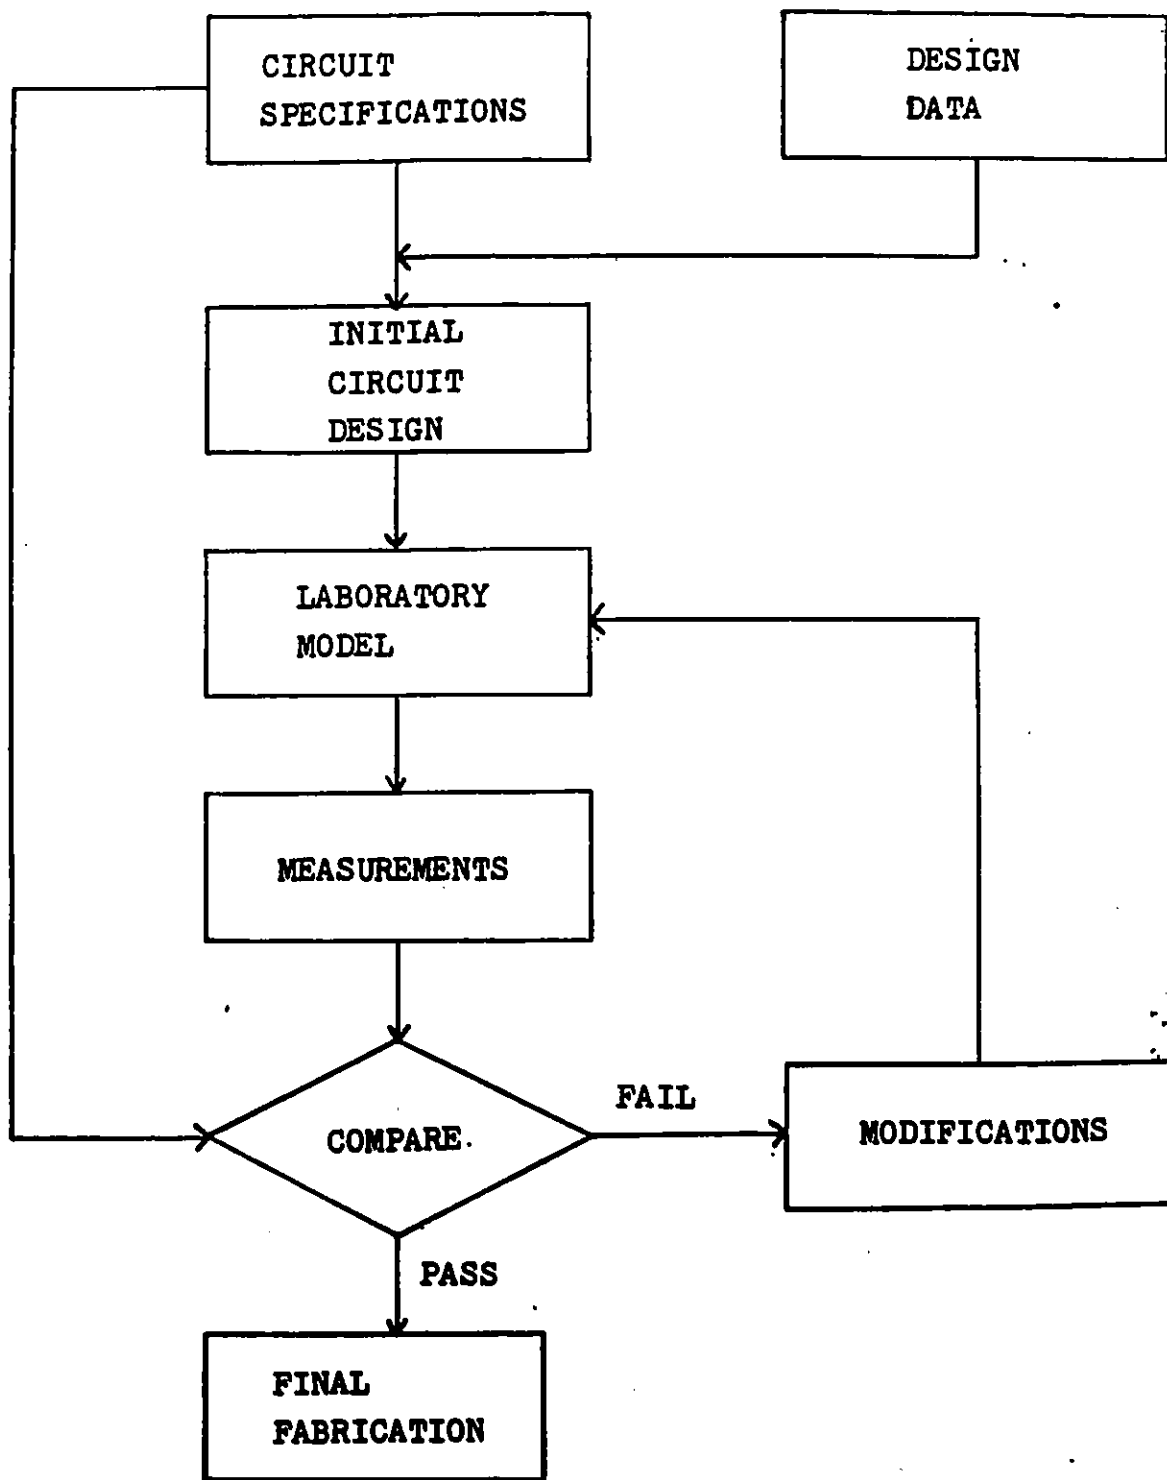 CIRCUIT
SPECIFICATIONS
DESIGN
DATA
INITIAL
CIRCUIT
DESIGN
LABORATORY
MODEL
MEASUREMENTS
COMPARE.
FAIL
MODIFICATIONS
PASS
FINAL
FABRICATION